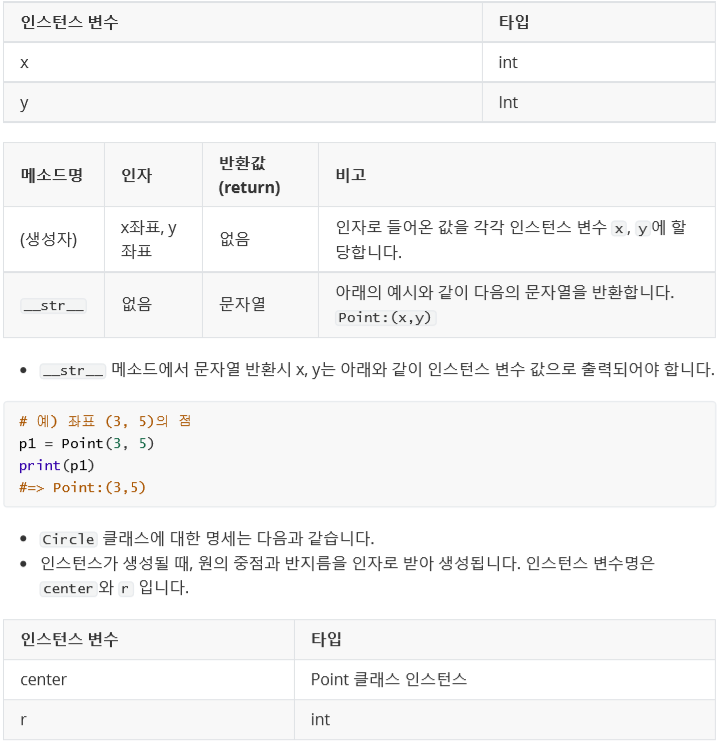 인스턴스 변수 타입
x int
y Int
메소드명 인자 반환값 (return) 비고
(생성자) x좌표, y 좌표 없음 인자로 들어온 값을 각각 인스턴스 변수 x, y에 할당합니다.
__str__ 없음 문자열 아래의 예시와 같이 다음의 문자열을 반환합니다. Point:(x,y)
• __str__ 메소드에서 문자열 반환시 x, y는 아래와 같이 인스턴스 변수 값으로 출력되어야 합니다.
# 예) 좌표 (3, 5)의 점
p1 = Point(3, 5)
print(p1)
#=> Point:(3,5)
• Circle 클래스에 대한 명세는 다음과 같습니다.
• 인스턴스가 생성될 때, 원의 중점과 반지름을 인자로 받아 생성됩니다. 인스턴스 변수명은
center와 r 입니다.
인스턴스 변수 타입
center Point 클래스 인스턴스
r int